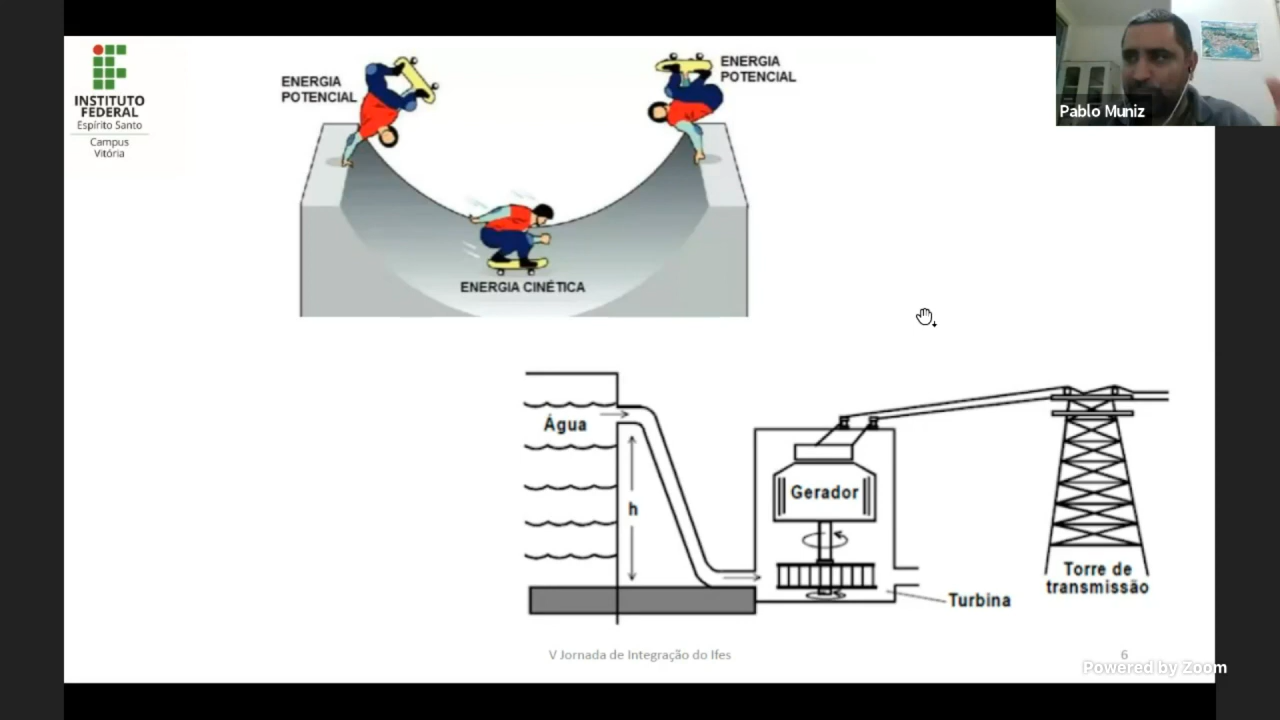 INSTITUTO
FEDERAL
Espírito Santo
Campus
Vitória
ENERGIA
POTENCIAL
ENERGIA
POTENCIAL
ENERGIA CINÉTICA
Pablo Muniz
Água
h
Gerador
Turbina
Torre de
transmissão
V Jornada de Integração do Ifes
6
Powered by Zoom